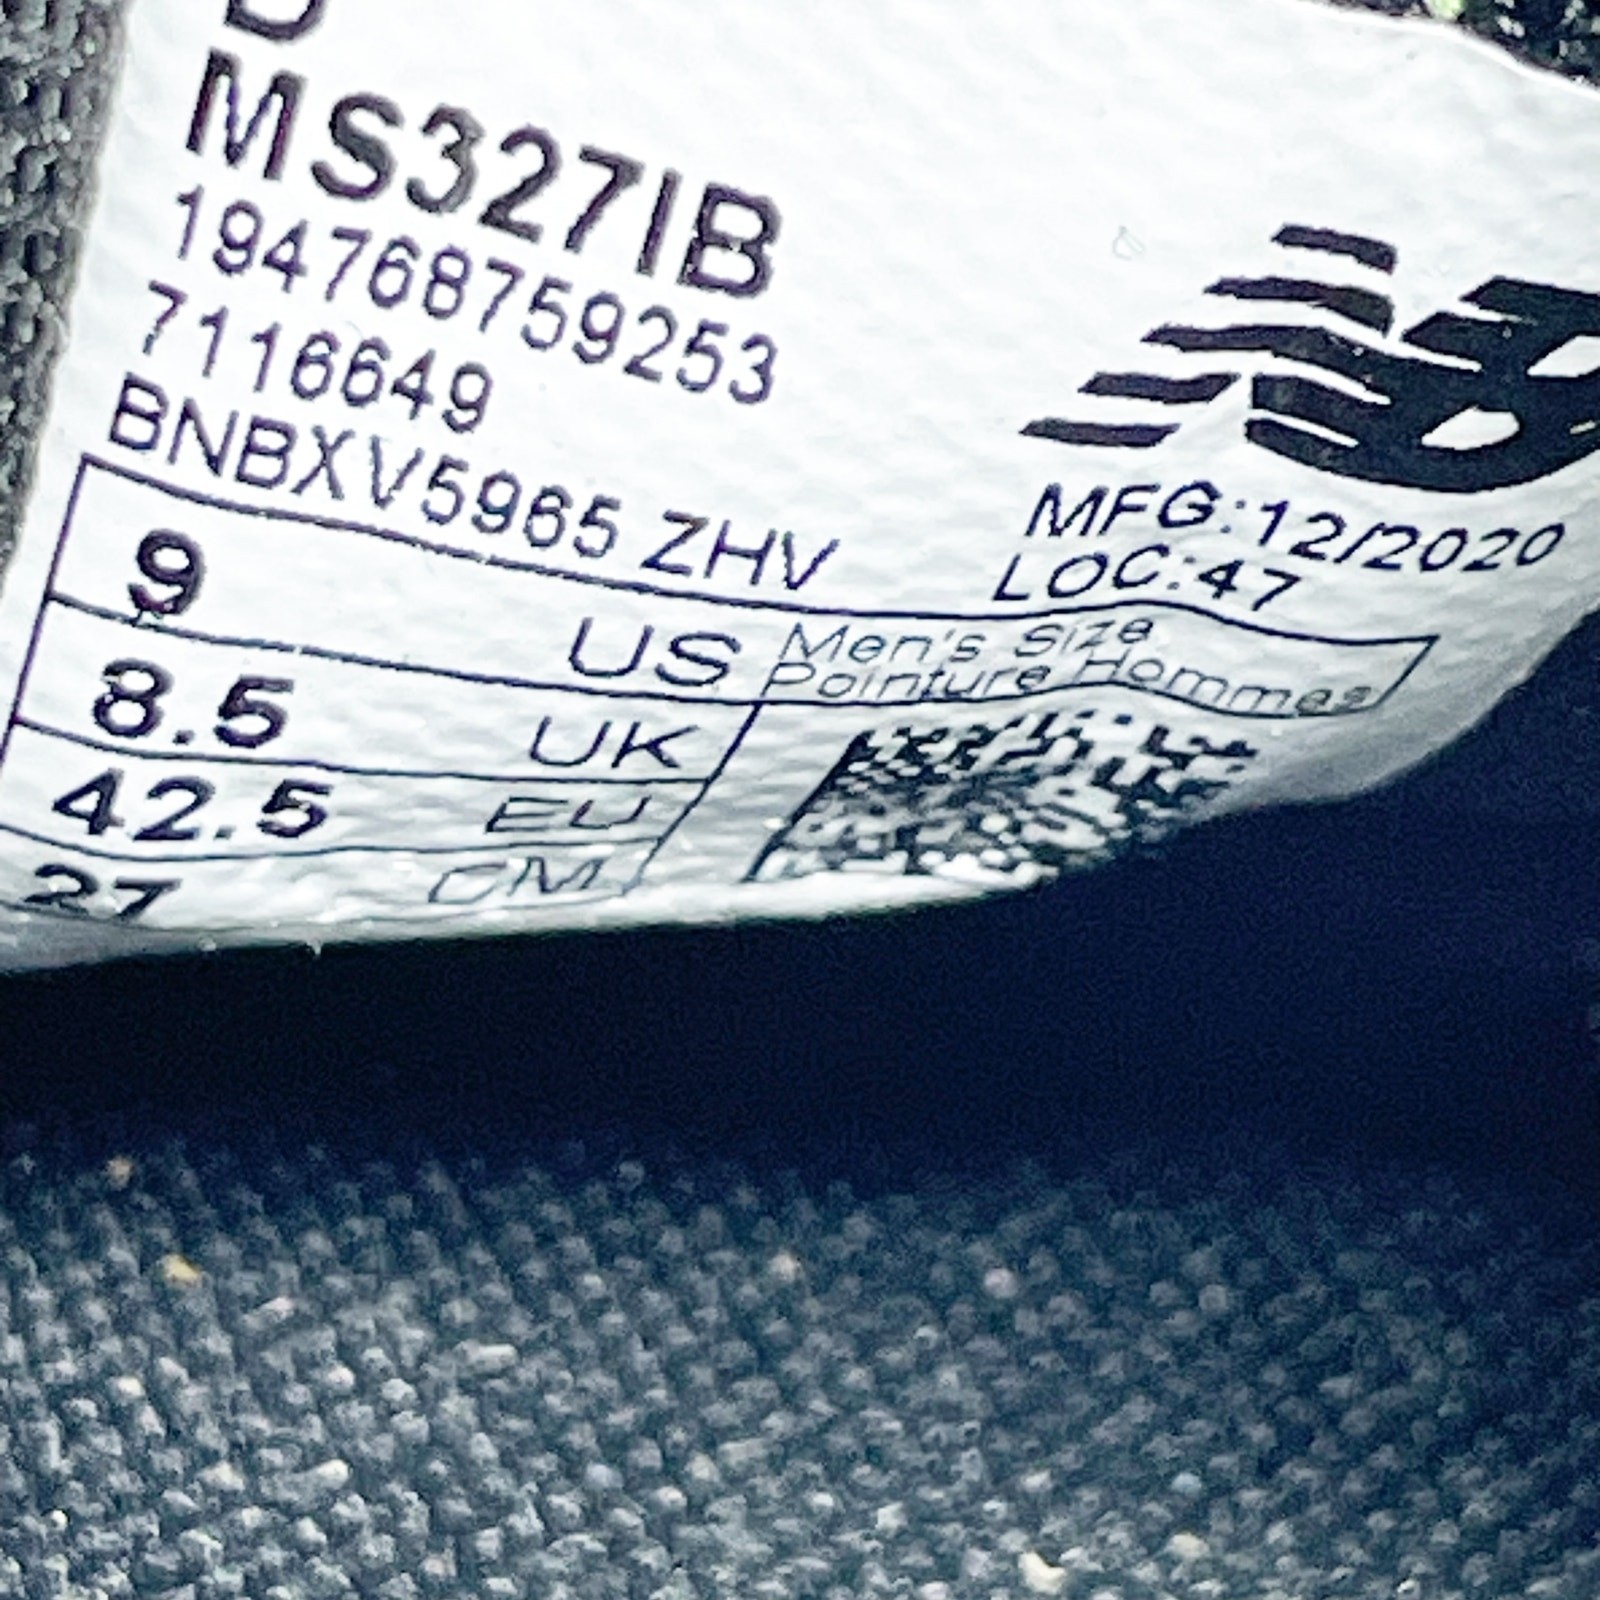 D
MS327IB
194768759253
7116649
BNBXV5965 ZHV
MFG:12/2020
LOC:47
9 US Men's Size
Pointure Hommes
8.5 UK
42.5 EU
27 CM